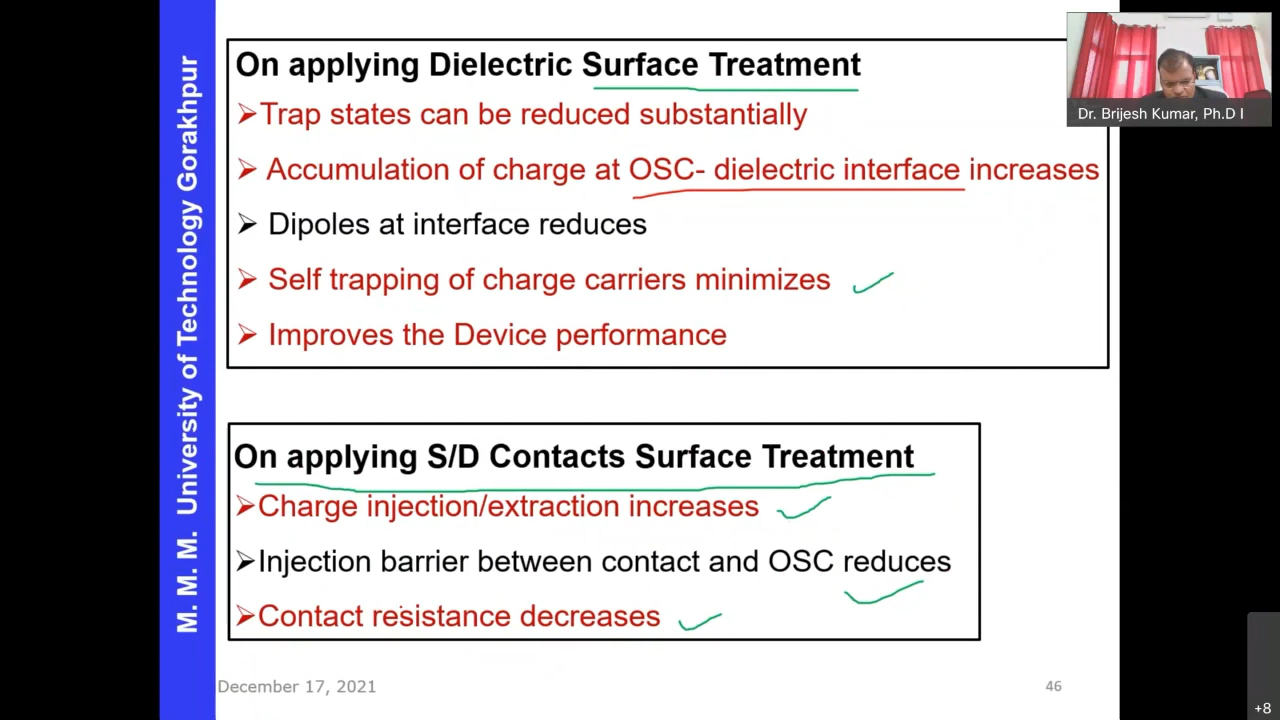 M. M. M. University of Technology Gorakhpur
On applying Dielectric Surface Treatment
➢Trap states can be reduced substantially
➢ Accumulation of charge at OSC- dielectric interface increases
➢ Dipoles at interface reduces
➢ Self trapping of charge carriers minimizes
➢ Improves the Device performance
On applying S/D Contacts Surface Treatment
➢Charge injection/extraction increases
➢Injection barrier between contact and OSC reduces
➢Contact resistance decreases
December 17, 2021
46
Dr. Brijesh Kumar, Ph.D I
+8